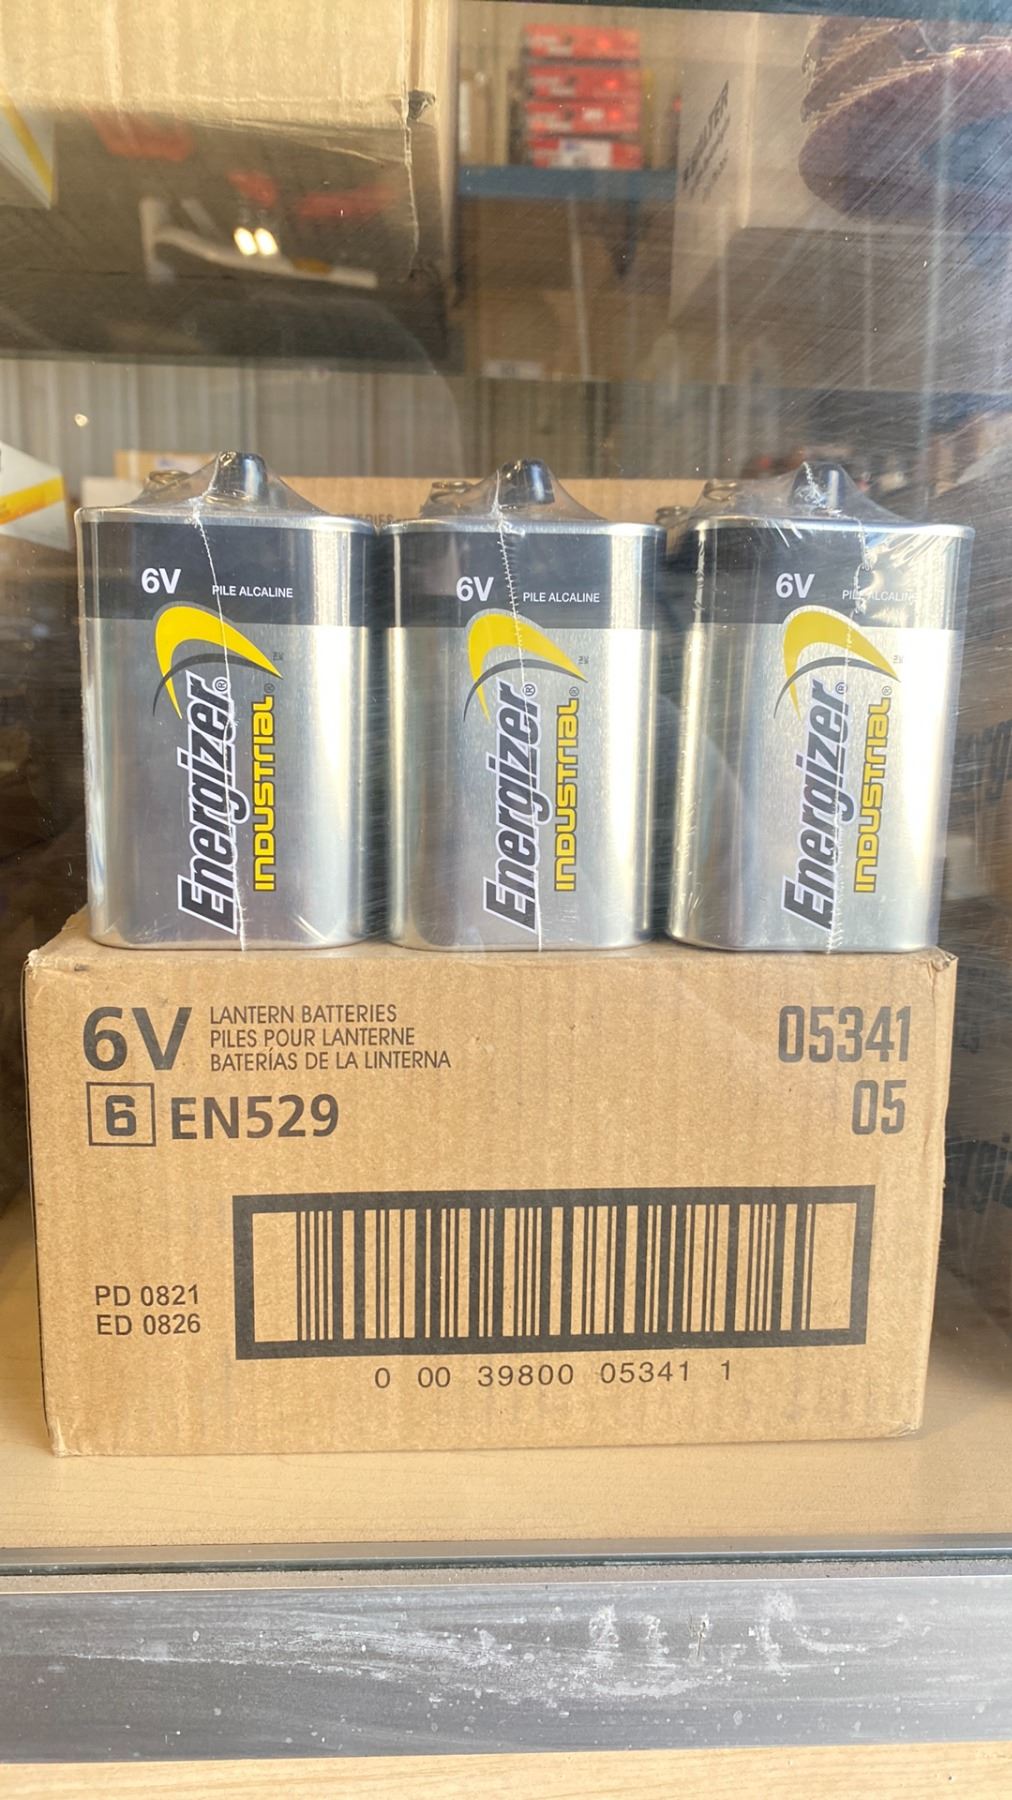 6V PILE ALCALINE
Energizer®
INDUSTRIAL®
6V PILE ALCALINE
Energizer®
INDUSTRIAL®
6V PILE ALCALINE
Energizer®
INDUSTRIAL®
6V
LANTERN BATTERIES
PILES POUR LANTERNE
BATERÍAS DE LA LINTERNA
05341
6 EN529
05
PD 0821
ED 0826
0 00 39800 05341 1